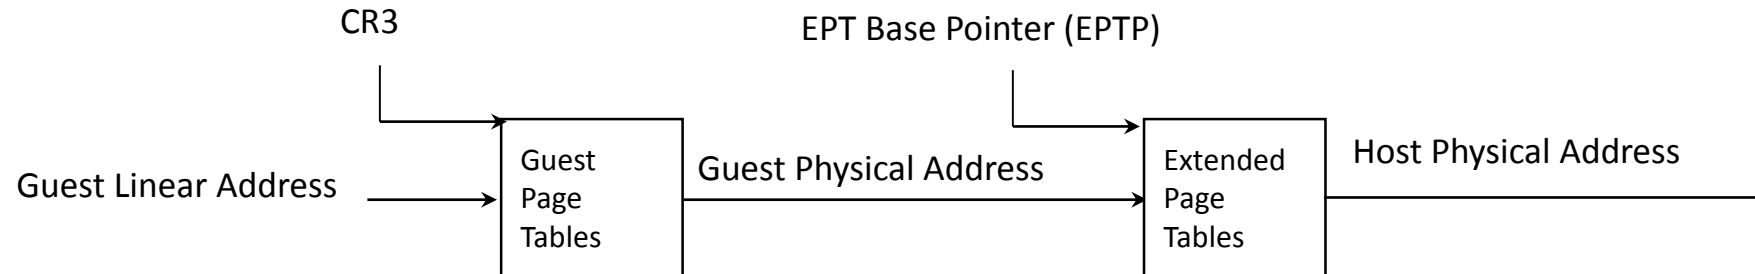 CR3
EPT Base Pointer (EPTP)
Guest Linear Address
Guest
Page
Tables
Guest Physical Address
Extended
Page
Tables
Host Physical Address